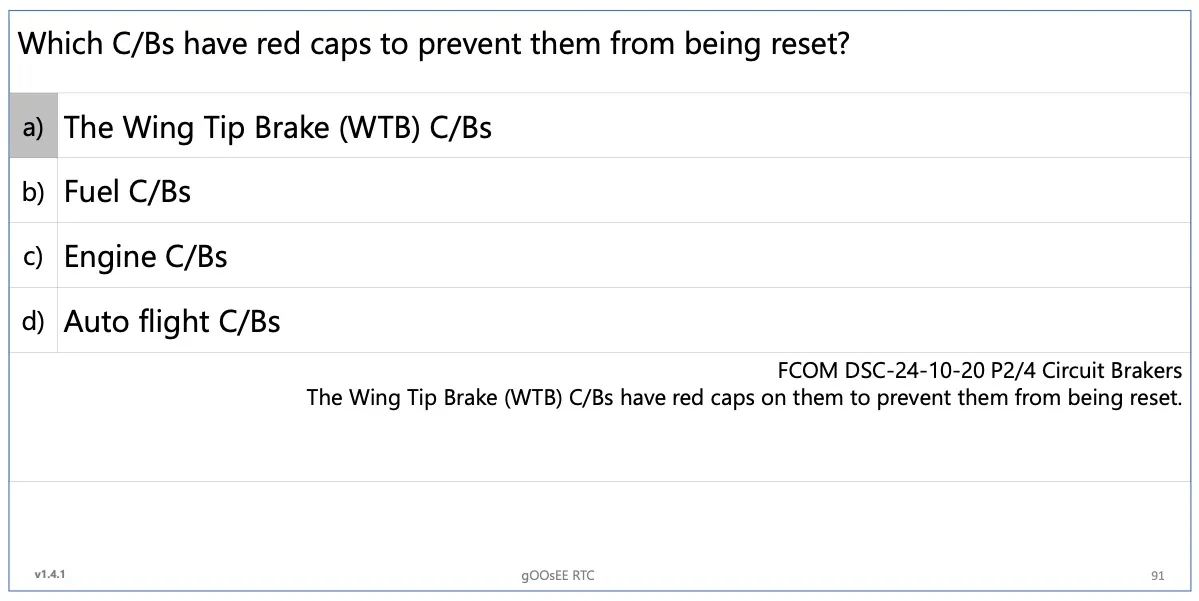 Which C/Bs have red caps to prevent them from being reset?
a) The Wing Tip Brake (WTB) C/Bs
b) Fuel C/Bs
c) Engine C/Bs
d) Auto flight C/Bs
FCOM DSC-24-10-20 P2/4 Circuit Brakers
The Wing Tip Brake (WTB) C/Bs have red caps on them to prevent them from being reset.
v1.4.1 gOOsEE RTC 91